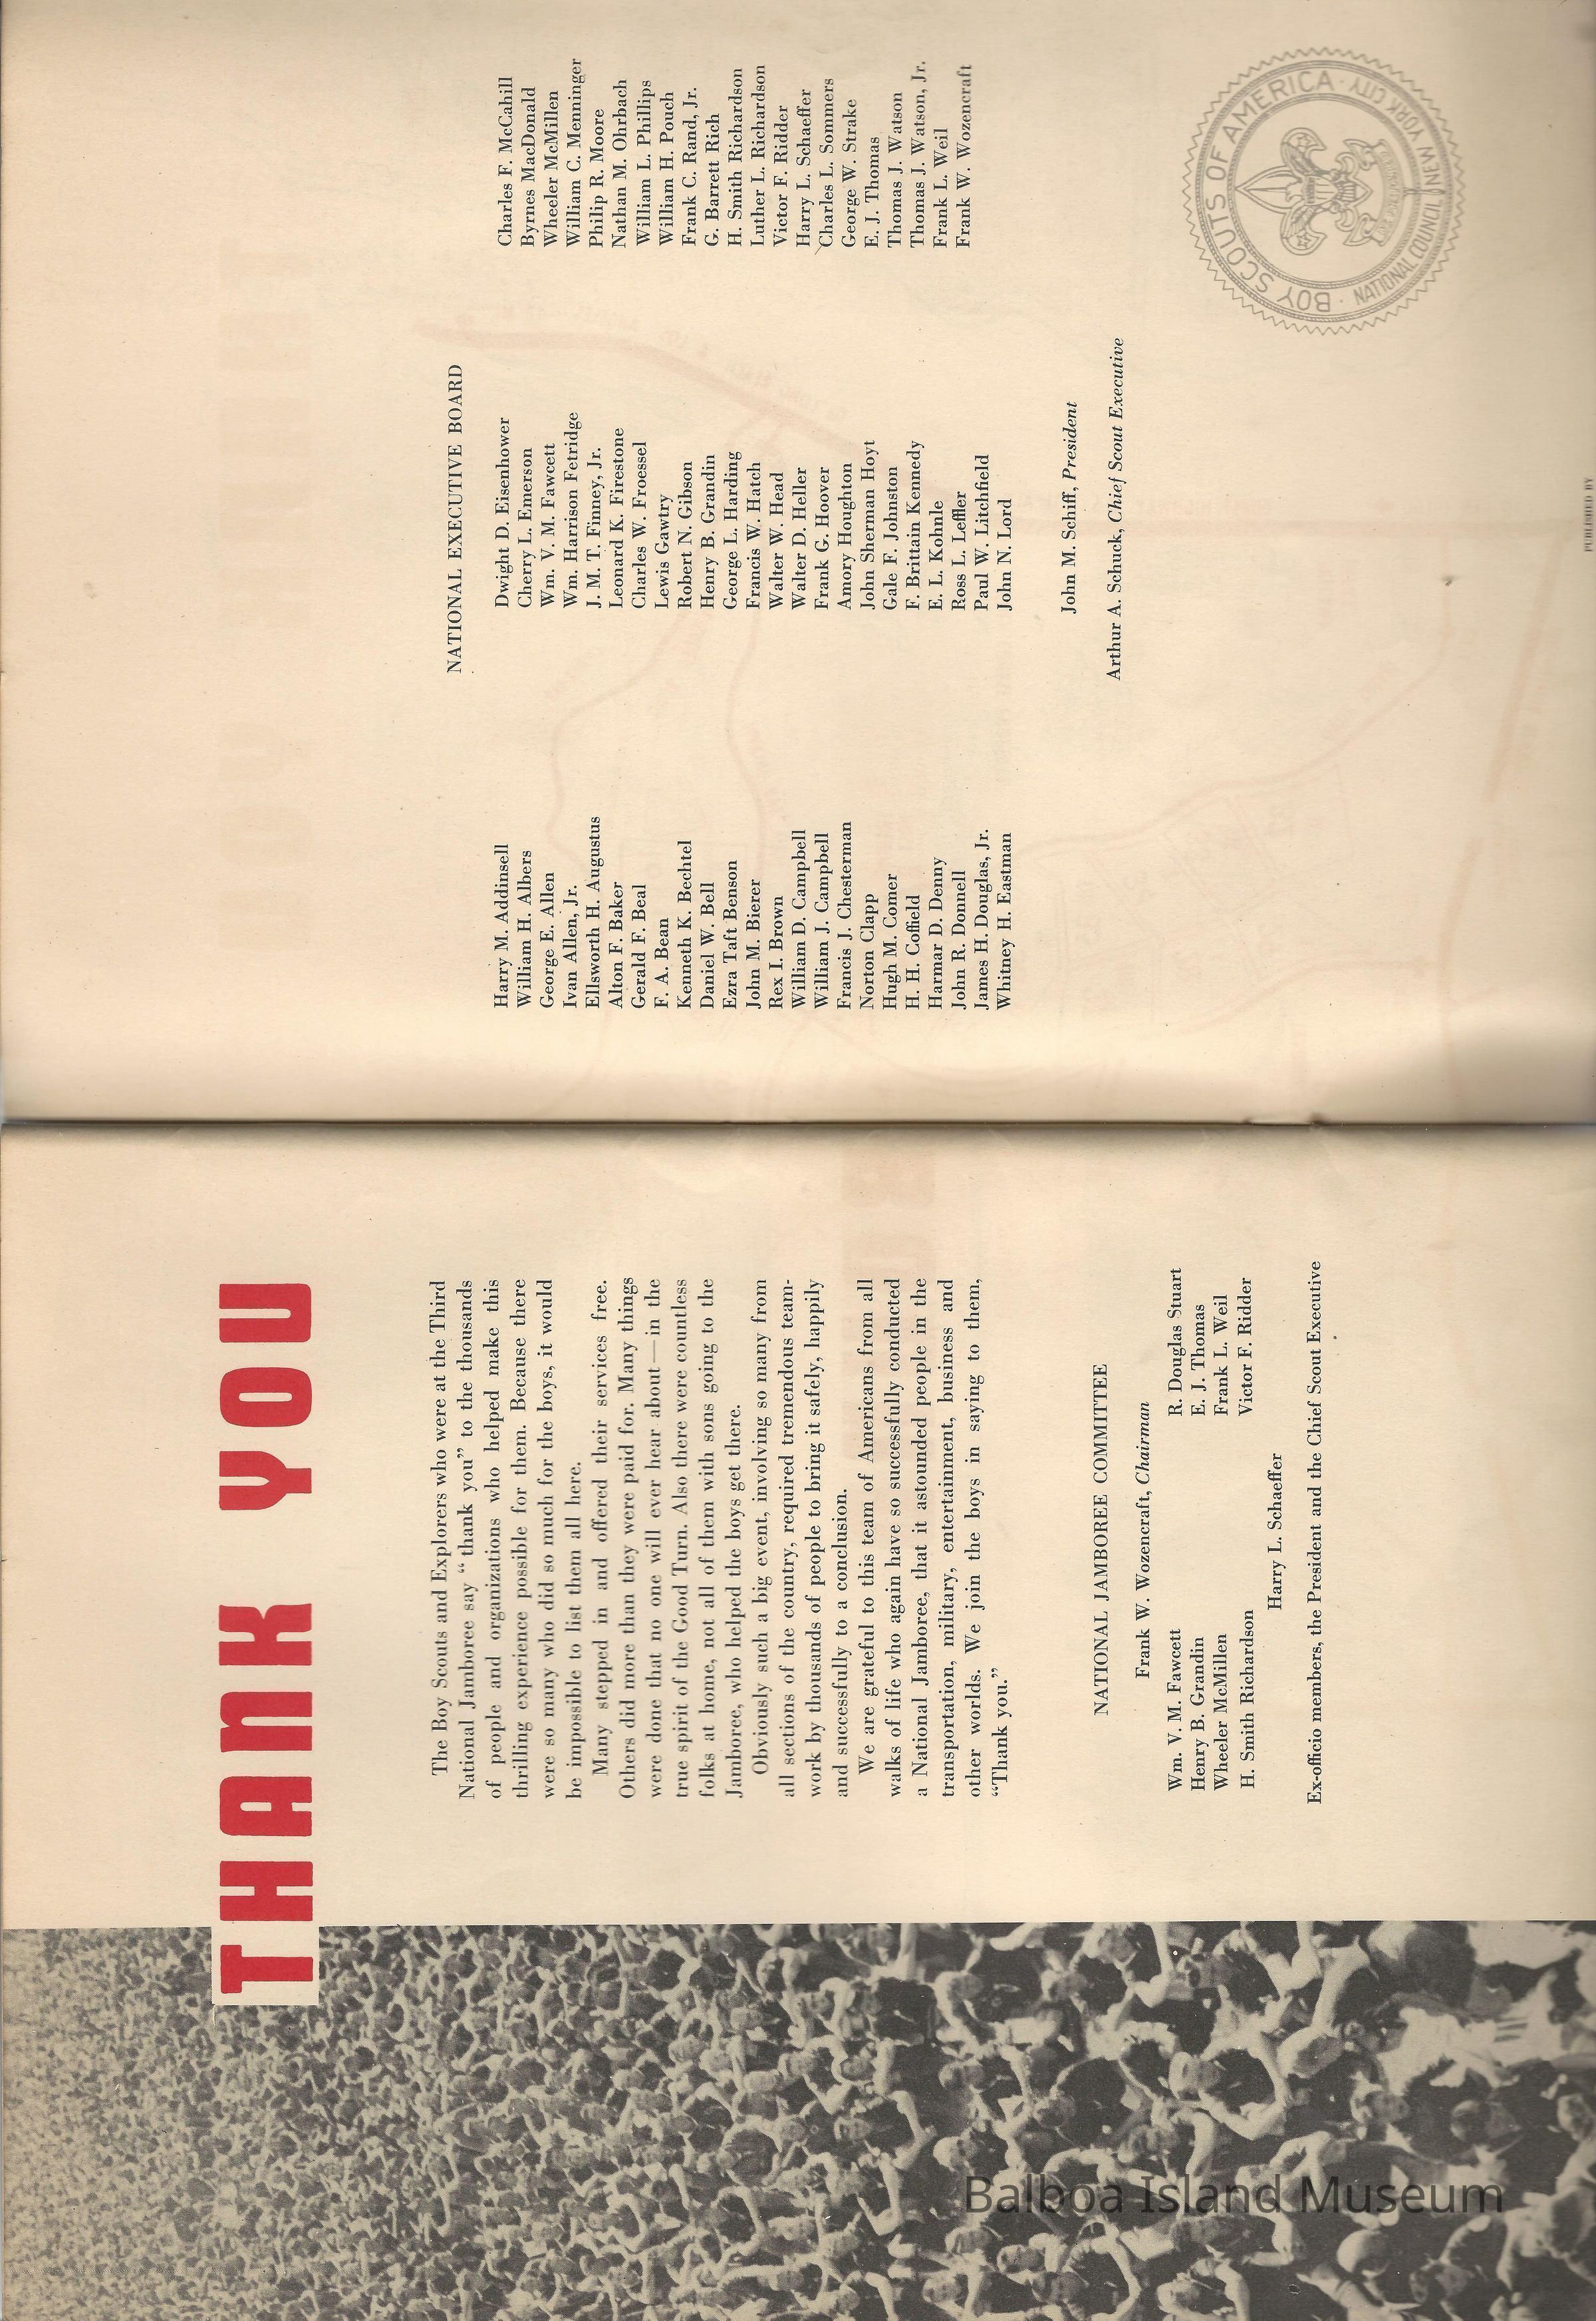 THANK YOU
The Boy Scouts and Explorers who were at the Third
National Jamboree say “ thank you” to the thousands
of people and organizations who helped make this
thrilling experience possible for them. Because there
were so many who did so much for the boys, it would
be impossible to list them all here.
Many stepped in and offered their services free.
Others did more than they were paid for. Many things
were done that no one will ever hear about — in the
true spirit of the Good Turn. Also there were countless
folks at home, not all of them with sons going to the
Jamboree, who helped the boys get there.
Obviously such a big event, involving so many from
all sections of the country, required tremendous team-
work by thousands of people to bring it safely, happily
and successfully to a conclusion.
We are grateful to this team of Americans from all
walks of life who again have so successfully conducted
a National Jamboree, that it astounded people in the
transportation, military, entertainment, business and
other worlds. We join the boys in saying to them,
“Thank you.”
NATIONAL JAMBOREE COMMITTEE
Frank W. Wozencraft, Chairman
Wm. V. M. Fawcett
Henry B. Grandin
Wheeler McMillen
H. Smith Richardson
R. Douglas Stuart
E. J. Thomas
Frank L. Weil
Victor F. Ridder
Harry L. Schaeffer
Ex-officio members, the President and the Chief Scout Executive
NATIONAL EXECUTIVE BOARD
Harry M. Addinsell
William H. Albers
George E. Allen
Ivan Allen, Jr.
Ellsworth H. Augustus
Alton F. Baker
Gerald F. Beal
F. A. Bean
Kenneth K. Bechtel
Daniel W. Bell
Ezra Taft Benson
John M. Bierer
Rex I. Brown
William D. Campbell
William J. Campbell
Francis J. Chesterman
Norton Clapp
Hugh M. Comer
H. H. Coffield
Harmar D. Denny
John R. Donnell
James H. Douglas, Jr.
Whitney H. Eastman
Dwight D. Eisenhower
Cherry L. Emerson
Wm. V. M. Fawcett
Wm. Harrison Fetridge
J. M. T. Finney, Jr.
Leonard K. Firestone
Charles W. Froessel
Lewis Gawtry
Robert N. Gibson
Henry B. Grandin
George L. Harding
Francis W. Hatch
Walter W. Head
Walter D. Heller
Frank G. Hoover
Amory Houghton
John Sherman Hoyt
Gale F. Johnston
F. Brittain Kennedy
E. L. Kohnle
Ross L. Leffler
Paul W. Litchfield
John N. Lord
Charles F. McCahill
Byrnes MacDonald
Wheeler McMillen
William C. Menninger
Philip R. Moore
Nathan M. Ohrbach
William L. Phillips
William H. Pouch
Frank C. Rand, Jr.
G. Barrett Rich
H. Smith Richardson
Luther L. Richardson
Victor F. Ridder
Harry L. Schaeffer
Charles L. Sommers
George W. Strake
E. J. Thomas
Thomas J. Watson
Thomas J. Watson, Jr.
Frank L. Weil
Frank W. Wozencraft
John M. Schiff, President
Arthur A. Schuck, Chief Scout Executive
BOY SCOUTS OF AMERICA · NATIONAL COUNCIL NEW YORK CITY
PUBLISHED BY
Balboa Island Museum